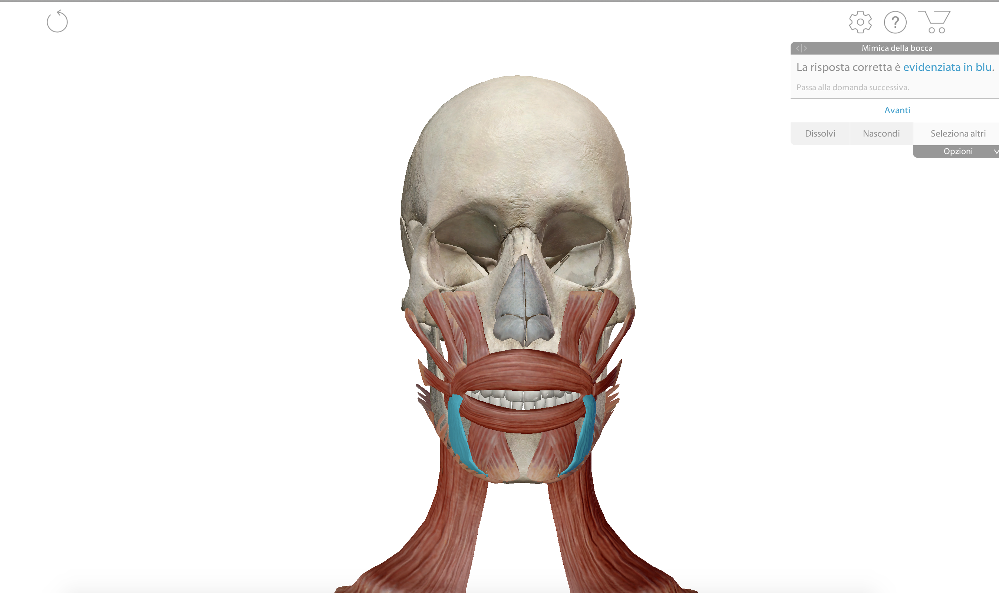 ?
Mimica della bocca
La risposta corretta è evidenziata in blu.
Passa alla domanda successiva.
Avanti
Dissolvi
Nascondi
Seleziona altri
Opzioni